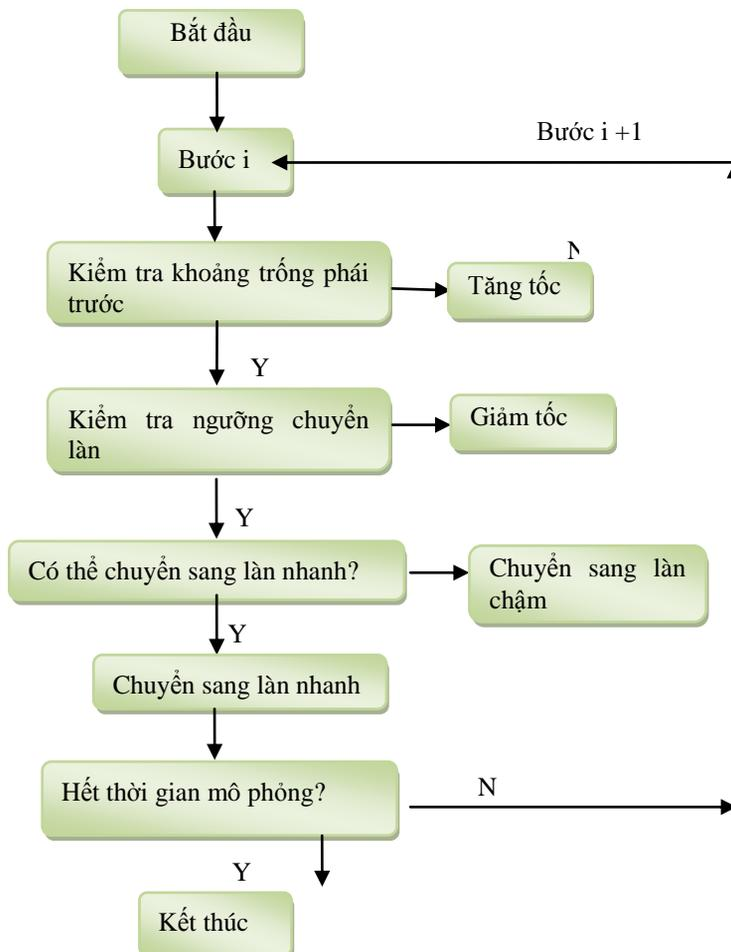 Bắt đầu
Bước i +1
Bước i
N
Kiểm tra khoảng trống phái
trước
Tăng tốc
Y
Kiểm tra ngưỡng chuyển
làn
Giảm tốc
Y
Có thể chuyển sang làn nhanh?
Chuyển sang làn
chậm
Y
Chuyển sang làn nhanh
Hết thời gian mô phỏng?
N
Y
Kết thúc